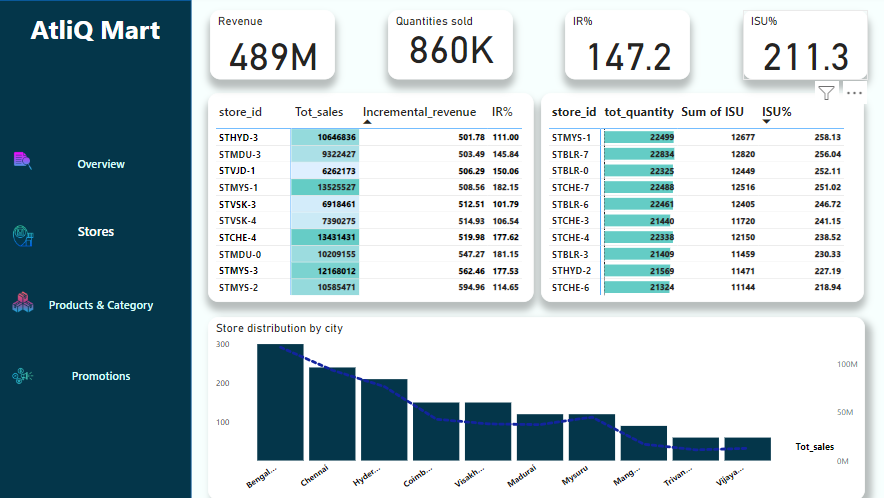 AtliQ Mart
Overview
Stores
Products & Category
Promotions
Revenue
489M
Quantities sold
860K
IR%
147.2
ISU%
211.3
store_id Tot_sales Incremental_revenue IR%
STHYD-3 10646836 501.78 111.00
STMDU-3 9322427 503.49 145.84
STVJD-1 6262173 506.29 150.06
STMYS-1 13525527 508.56 182.15
STVSK-3 6918461 512.51 101.79
STVSK-4 7390275 514.93 106.54
STCHE-4 13431431 519.98 177.62
STMDU-0 10209155 547.27 181.15
STMYS-3 12168012 562.46 177.53
STMYS-2 10585471 594.96 114.65
store_id tot_quantity Sum of ISU ISU%
STMYS-1 22499 12677 258.13
STBLR-7 22834 12820 256.04
STBLR-0 22325 12449 252.11
STCHE-7 22488 12516 251.02
STBLR-6 22461 12405 246.72
STCHE-3 21440 11720 241.15
STCHE-4 22338 12150 238.52
STBLR-3 21409 11459 230.33
STHYD-2 21569 11471 227.19
STCHE-6 21324 11144 218.94
Store distribution by city
300
200
100
100M
50M
0M
Tot_sales
Bengal... Chennai Hyder... Coimb... Visakh... Madurai Mysuru Mang... Trivan... Vijaya...